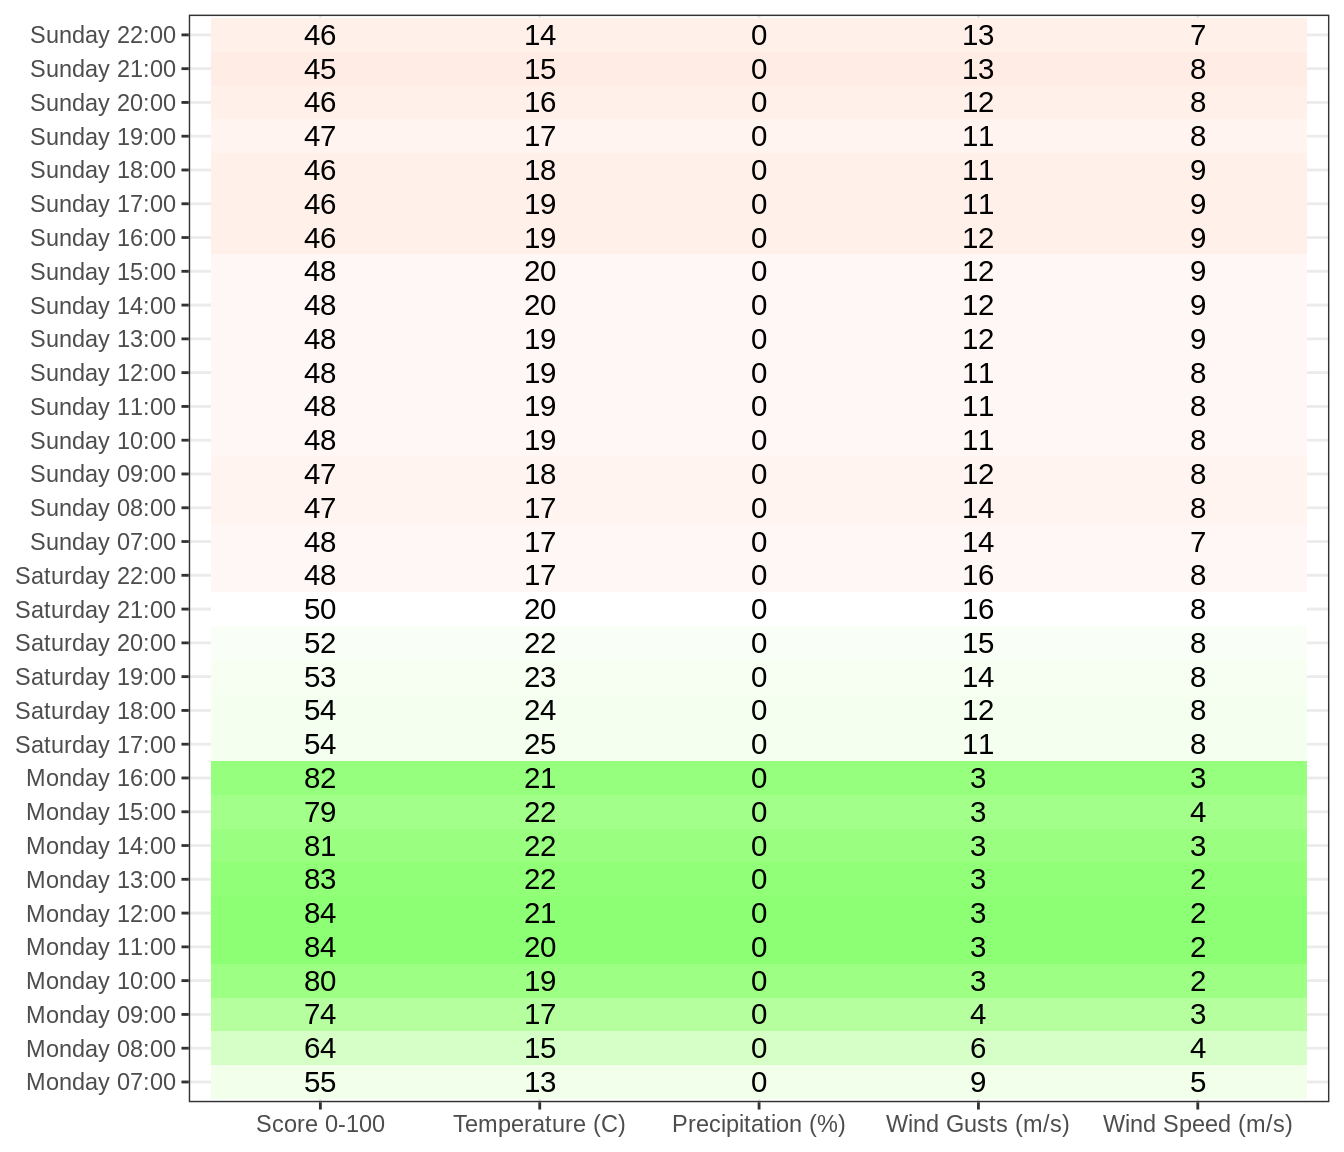 Sunday 22:00 46 14 0 13 7
Sunday 21:00 45 15 0 13 8
Sunday 20:00 46 16 0 12 8
Sunday 19:00 47 17 0 11 8
Sunday 18:00 46 18 0 11 9
Sunday 17:00 46 19 0 11 9
Sunday 16:00 46 19 0 12 9
Sunday 15:00 48 20 0 12 9
Sunday 14:00 48 20 0 12 9
Sunday 13:00 48 19 0 12 9
Sunday 12:00 48 19 0 11 8
Sunday 11:00 48 19 0 11 8
Sunday 10:00 48 19 0 11 8
Sunday 09:00 47 18 0 12 8
Sunday 08:00 47 17 0 14 8
Sunday 07:00 48 17 0 14 7
Saturday 22:00 48 17 0 16 8
Saturday 21:00 50 20 0 16 8
Saturday 20:00 52 22 0 15 8
Saturday 19:00 53 23 0 14 8
Saturday 18:00 54 24 0 12 8
Saturday 17:00 54 25 0 11 8
Monday 16:00 82 21 0 3 3
Monday 15:00 79 22 0 3 4
Monday 14:00 81 22 0 3 3
Monday 13:00 83 22 0 3 2
Monday 12:00 84 21 0 3 2
Monday 11:00 84 20 0 3 2
Monday 10:00 80 19 0 3 2
Monday 09:00 74 17 0 4 3
Monday 08:00 64 15 0 6 4
Monday 07:00 55 13 0 9 5
Score 0-100 Temperature (C) Precipitation (%) Wind Gusts (m/s) Wind Speed (m/s)